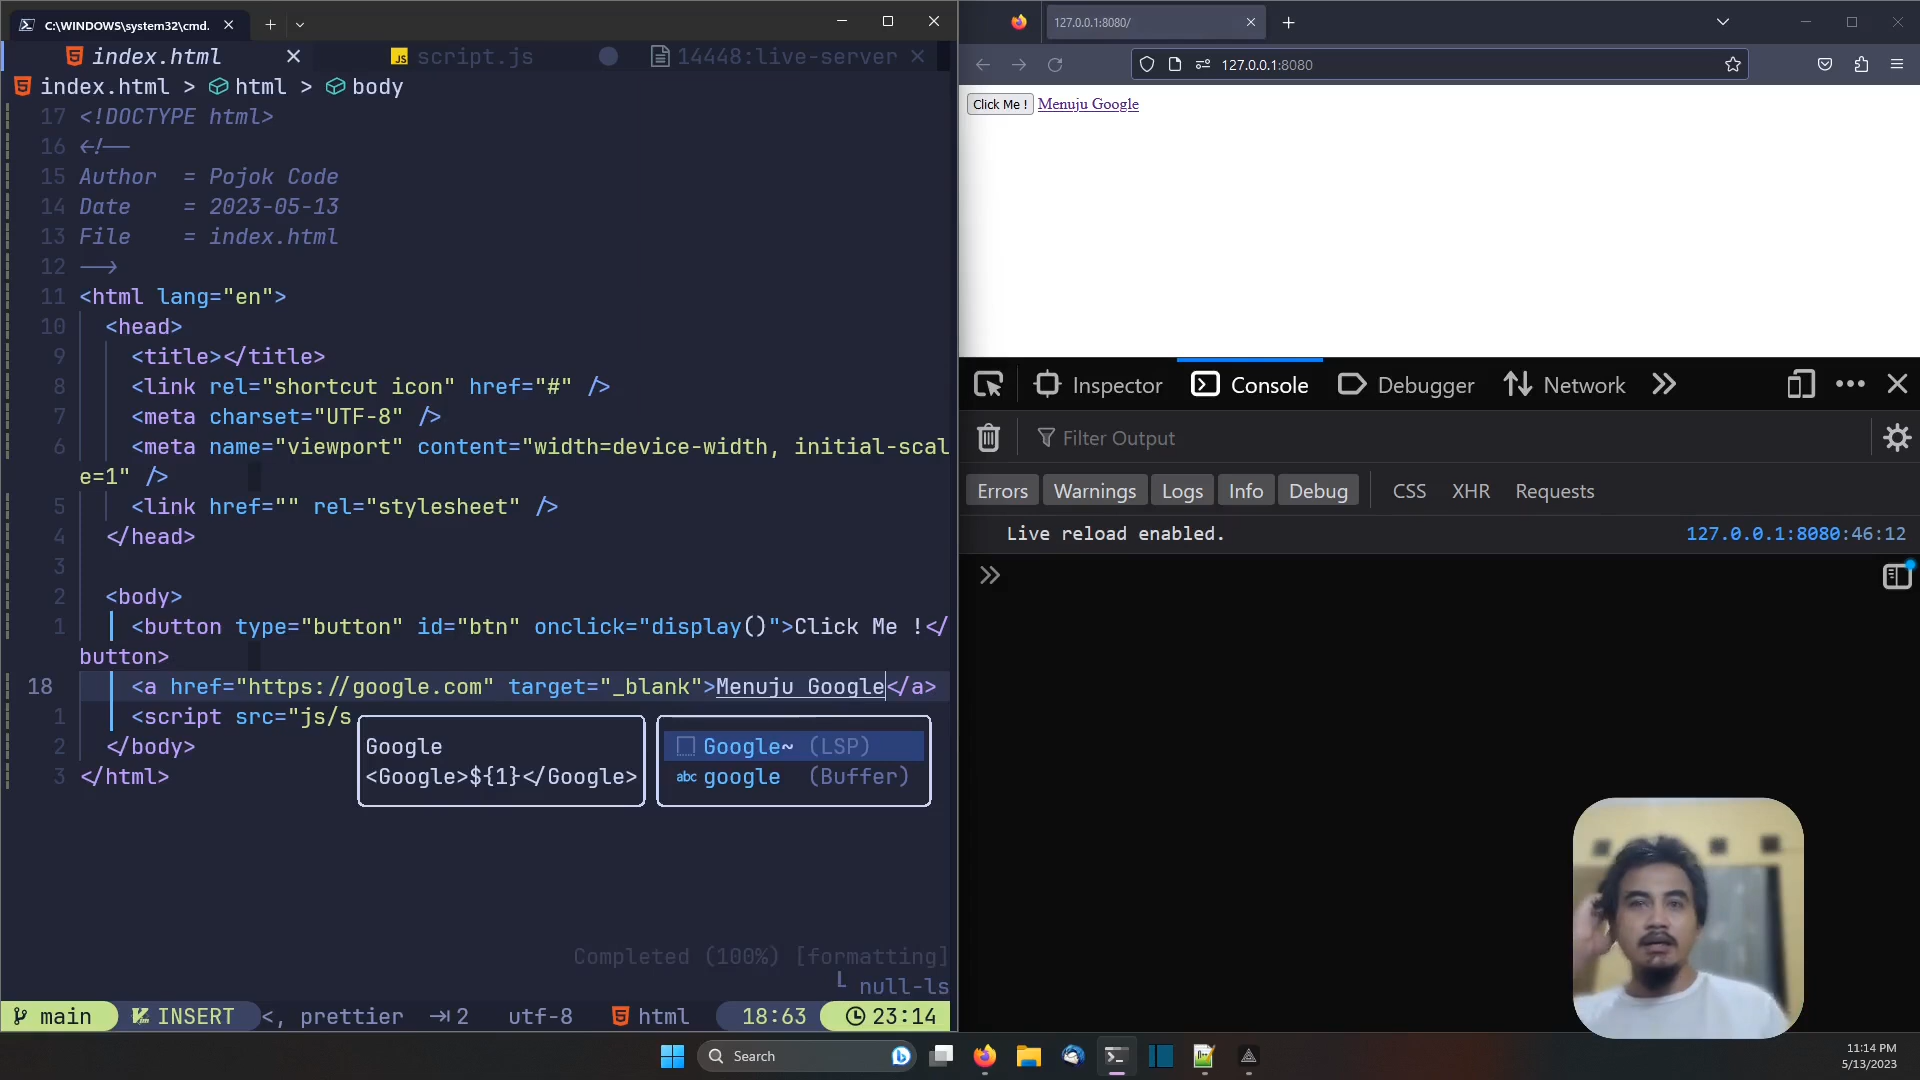 C:\WINDOWS\system32\cmd.
index.html
script.js
14448:live-server
index.html > html > body
17 <!DOCTYPE html>
16 <!--
15 Author = Pojok Code
14 Date = 2023-05-13
13 File = index.html
12 -->
11 <html lang="en">
10 <head>
9 <title></title>
8 <link rel="shortcut icon" href="#" />
7 <meta charset="UTF-8" />
6 <meta name="viewport" content="width=device-width, initial-scal
e=1" />
5 <link href="" rel="stylesheet" />
4 </head>
3
2 <body>
1 <button type="button" id="btn" onclick="display()">Click Me !</
button>
18 <a href="https://google.com" target="_blank">Menuju Google</a>
1 <script src="js/s
2 </body>
3 </html>
Google
<Google>${1}</Google>
Google~ (LSP)
abc google (Buffer)
Completed (100%) [formatting]
null-ls
main INSERT <, prettier 2 utf-8 html 18:63 23:14
127.0.0.1:8080/
127.0.0.1:8080
Click Me ! Menuju Google
Inspector Console Debugger Network
Filter Output
Errors Warnings Logs Info Debug CSS XHR Requests
Live reload enabled. 127.0.0.1:8080:46:12
Search
11:14 PM
5/13/2023